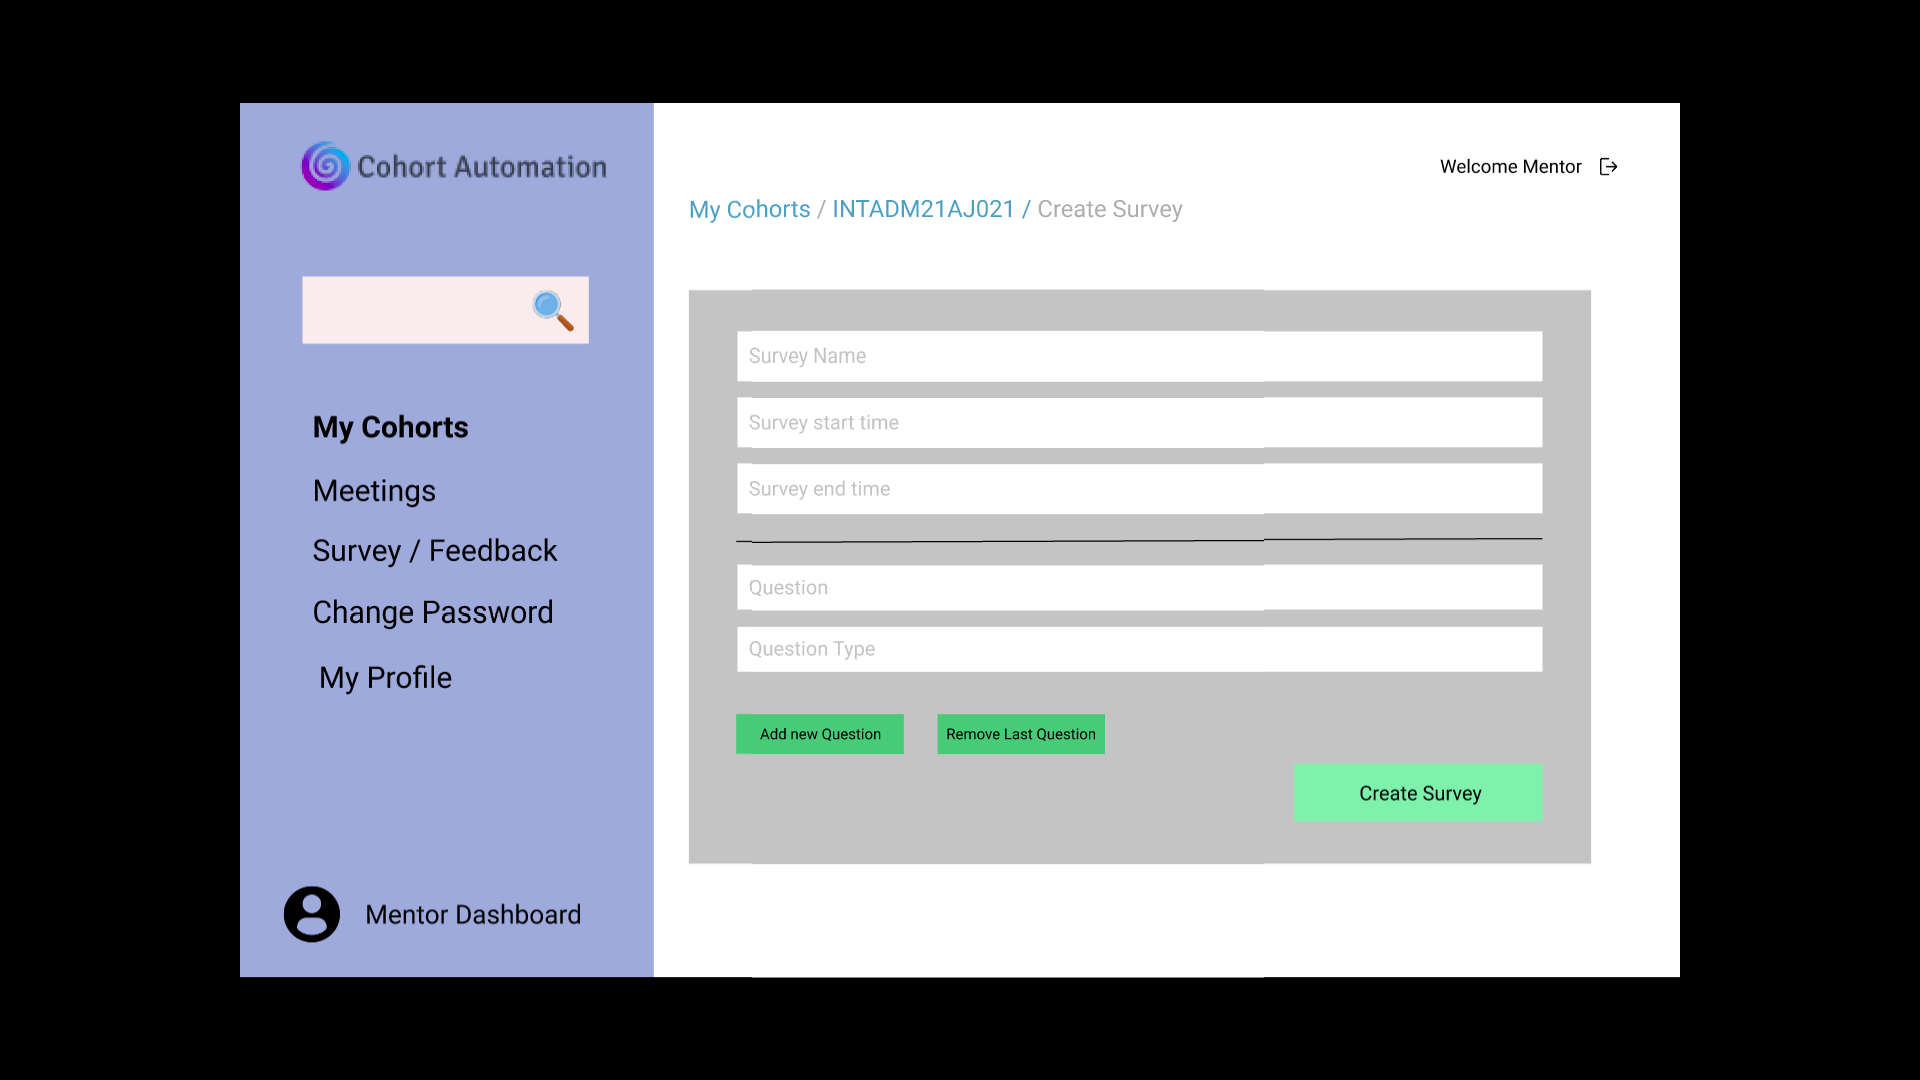 Cohort Automation
Welcome Mentor
My Cohorts / INTADM21AJ021 / Create Survey
My Cohorts
Meetings
Survey / Feedback
Change Password
My Profile
Mentor Dashboard
Survey Name
Survey start time
Survey end time
Question
Question Type
Add new Question
Remove Last Question
Create Survey